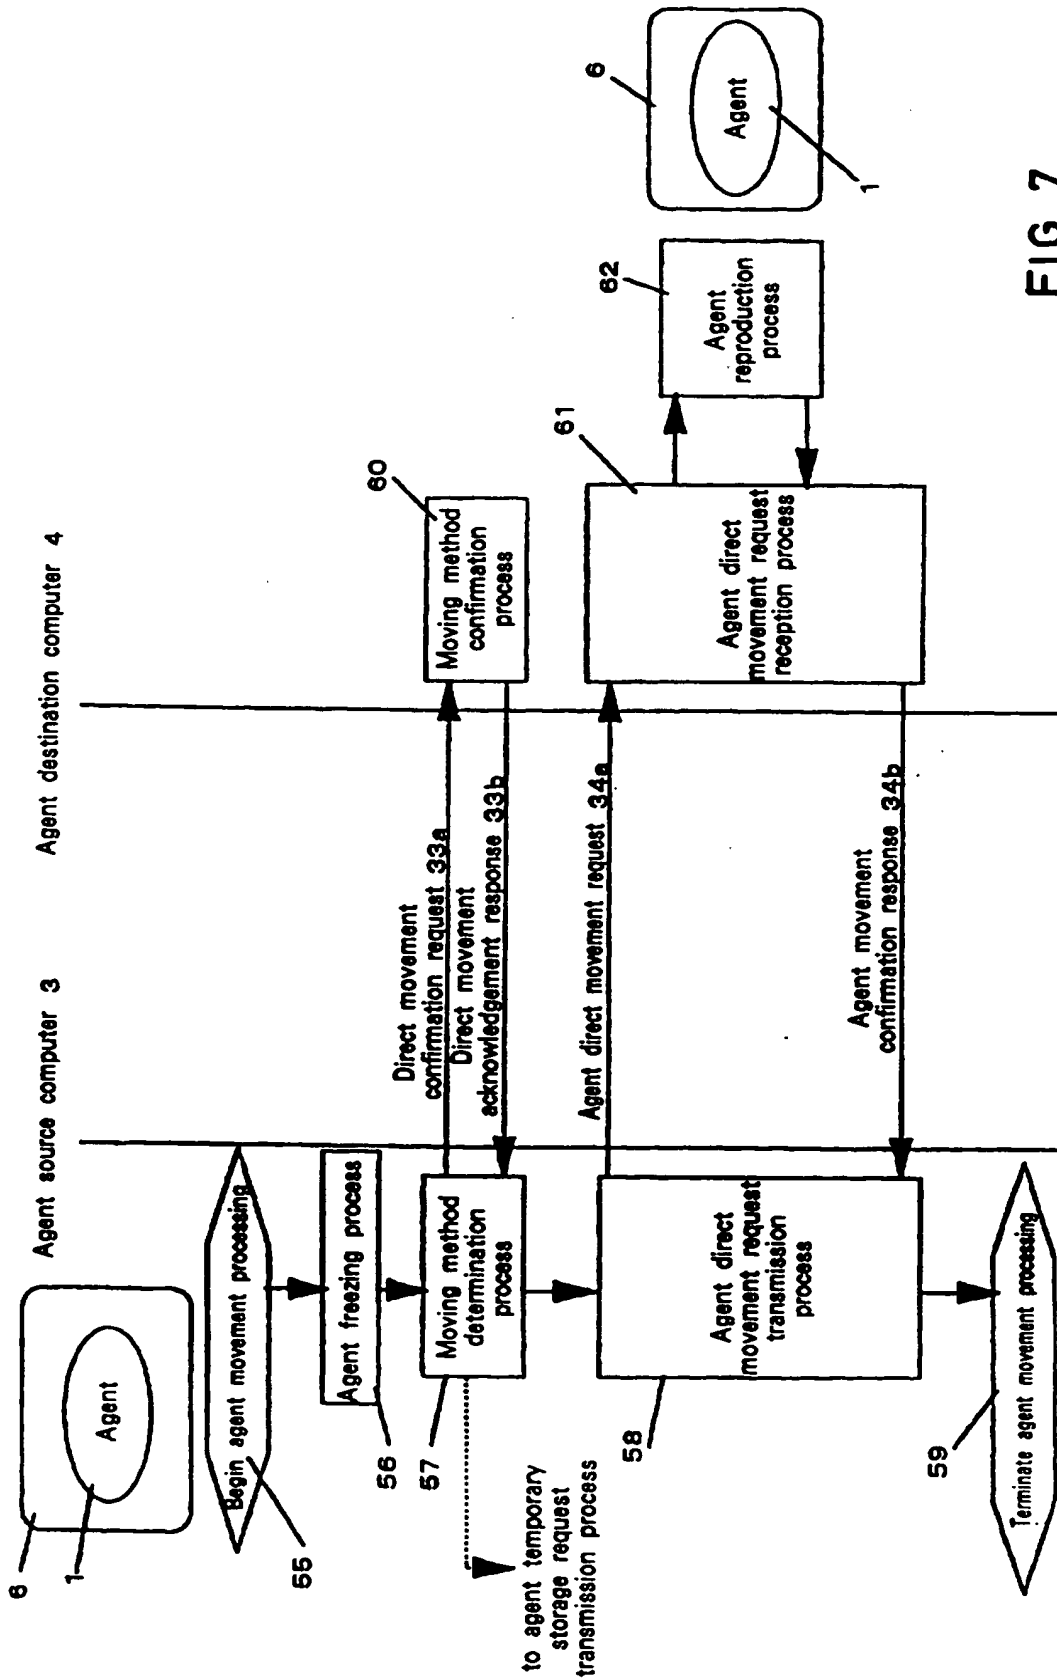 Agent source computer 3
Agent destination computer 4
6
Agent
1
Begin agent movement processing
55
Agent freezing process
56
Moving method
determination
process
57
to agent temporary
storage request
transmission process
Direct movement
confirmation request 33a
Direct movement
acknowledgement response 33b
60
Moving method
confirmation
process
Agent direct
movement request
transmission
process
58
Agent direct movement request 34a
Agent movement
confirmation response 34b
61
Agent direct
movement request
reception process
62
Agent
reproduction
process
6
Agent
1
59
Terminate agent movement processing
FIG. 7